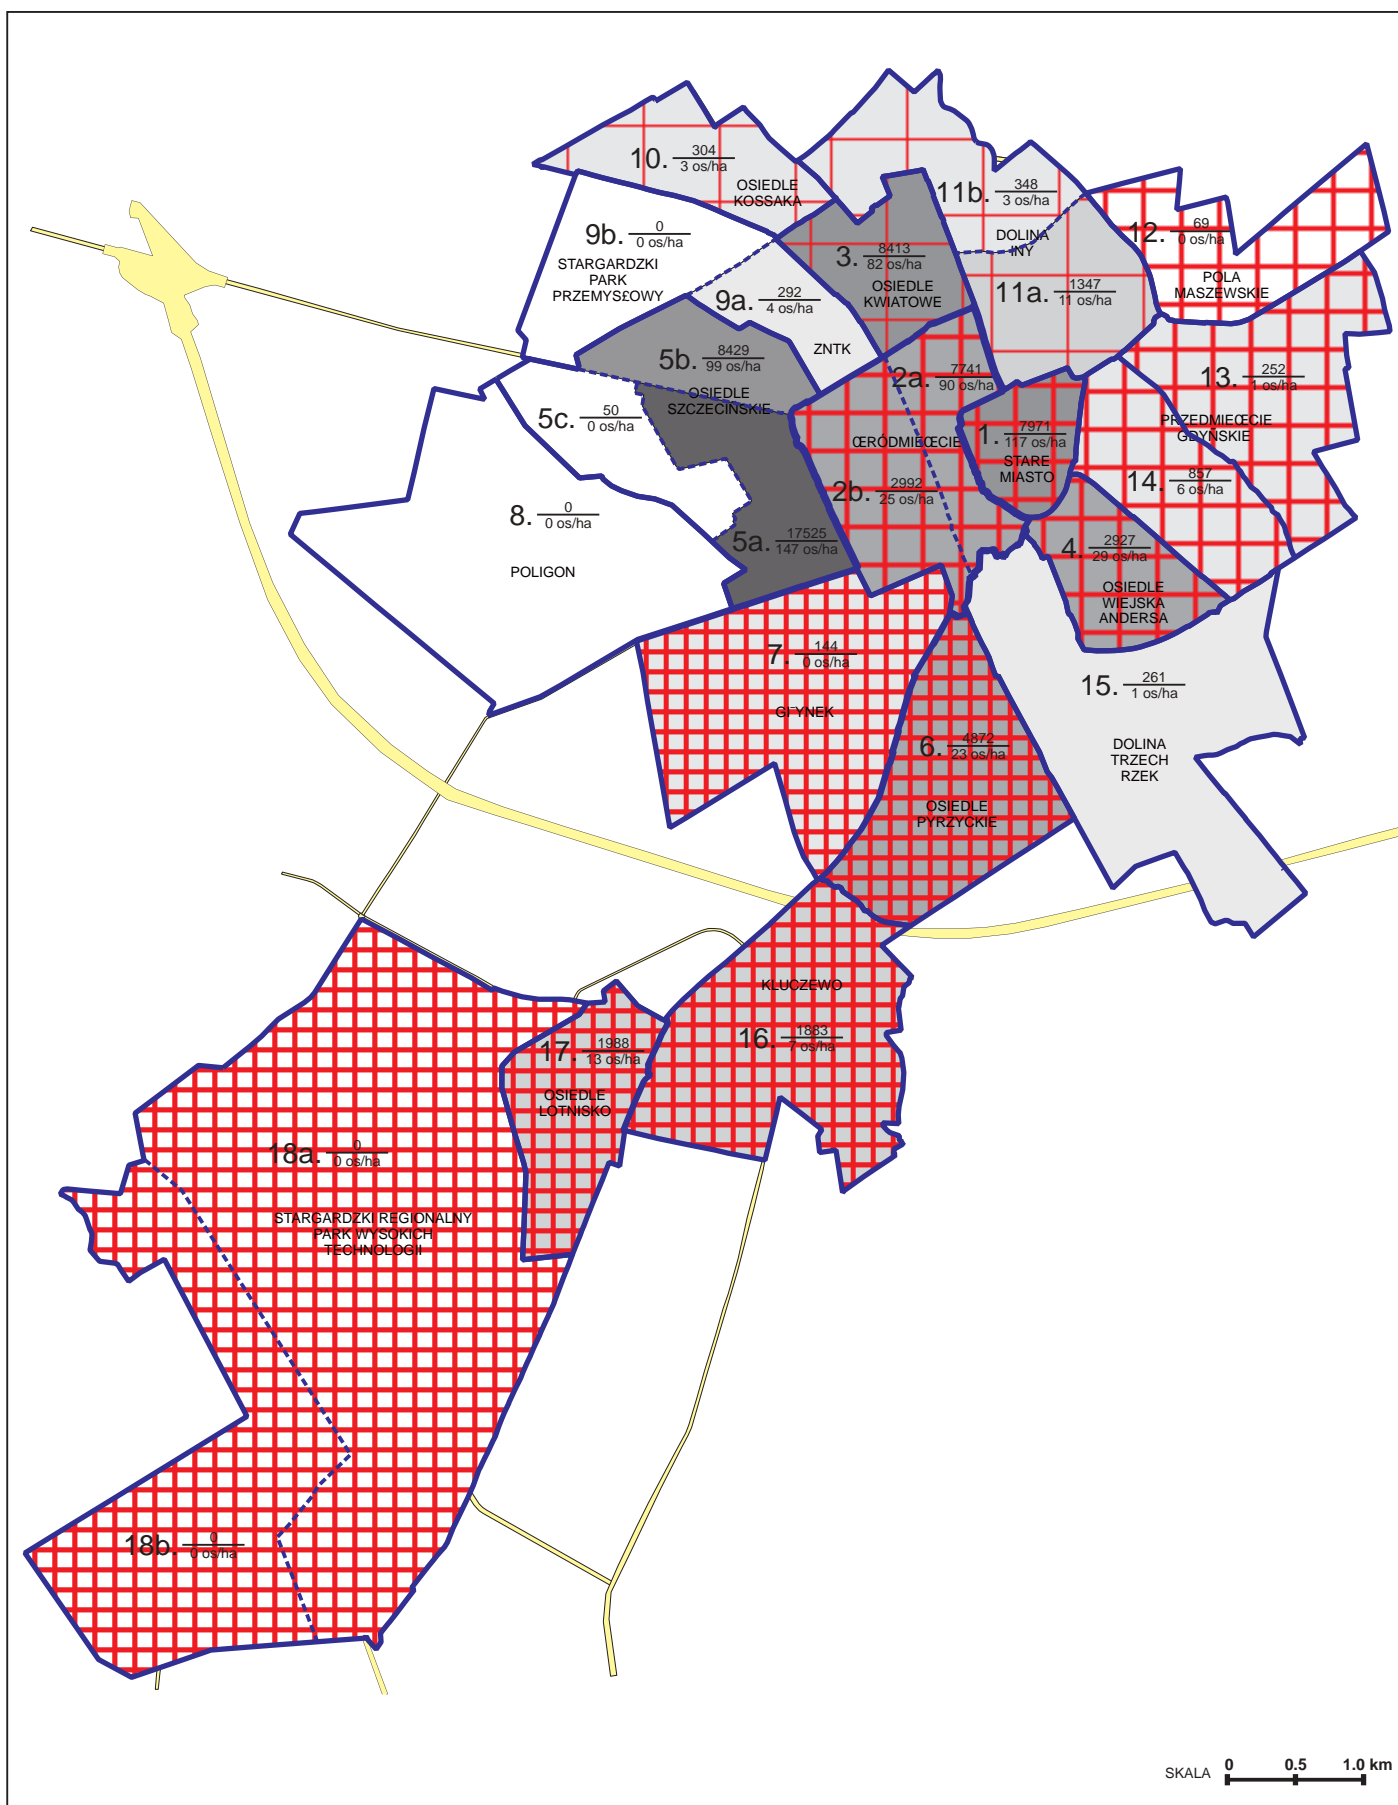 10. 304
3 os/ha
OSIEDLE
KOSSAKA
11b. 348
3 os/ha
DOLINA
INY
12. 69
0 os/ha
POLA
MASZEWSKIE
9b. 0
0 os/ha
STARGARDZKI
PARK
PRZEMYS£OWY
3. 8413
82 os/ha
OSIEDLE
KWIATOWE
11a. 1347
11 os/ha
9a. 292
4 os/ha
ZNTK
5b. 8429
99 os/ha
OSIEDLE
SZCZECIŃSKIE
2a. 7741
90 os/ha
13. 252
1 os/ha
PRZEDMIEŒCIE
GDYŃSKIE
5c. 50
0 os/ha
ŒRÓDMIEŒCIE
1. 7971
117 os/ha
STARE
MIASTO
14. 857
6 os/ha
2b. 2992
25 os/ha
8. 0
0 os/ha
POLIGON
5a. 17525
147 os/ha
4. 2927
29 os/ha
OSIEDLE
WIEJSKA
ANDERSA
7. 144
0 os/ha
15. 261
1 os/ha
DOLINA
TRZECH
RZEK
6. 4872
23 os/ha
OSIEDLE
PYRZYCKIE
KLUCZEWO
16. 1883
7 os/ha
17. 1988
13 os/ha
OSIEDLE
LOTNISKO
18a. 0
0 os/ha
STARGARDZKI REGIONALNY
PARK WYSOKICH
TECHNOLOGII
18b. 0
0 os/ha
SKALA 0 0.5 1.0 km